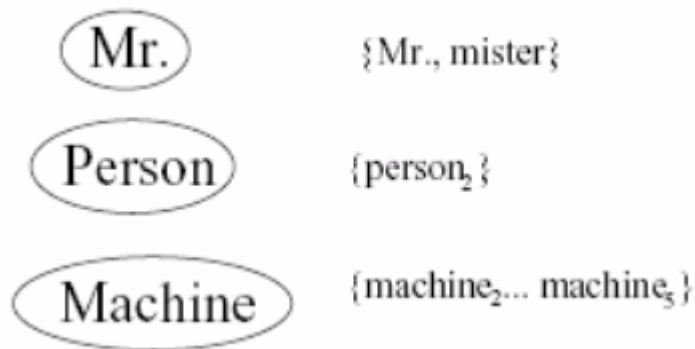 Mr. {Mr., mister}
Person {person₂}
Machine {machine₂... machine₅}